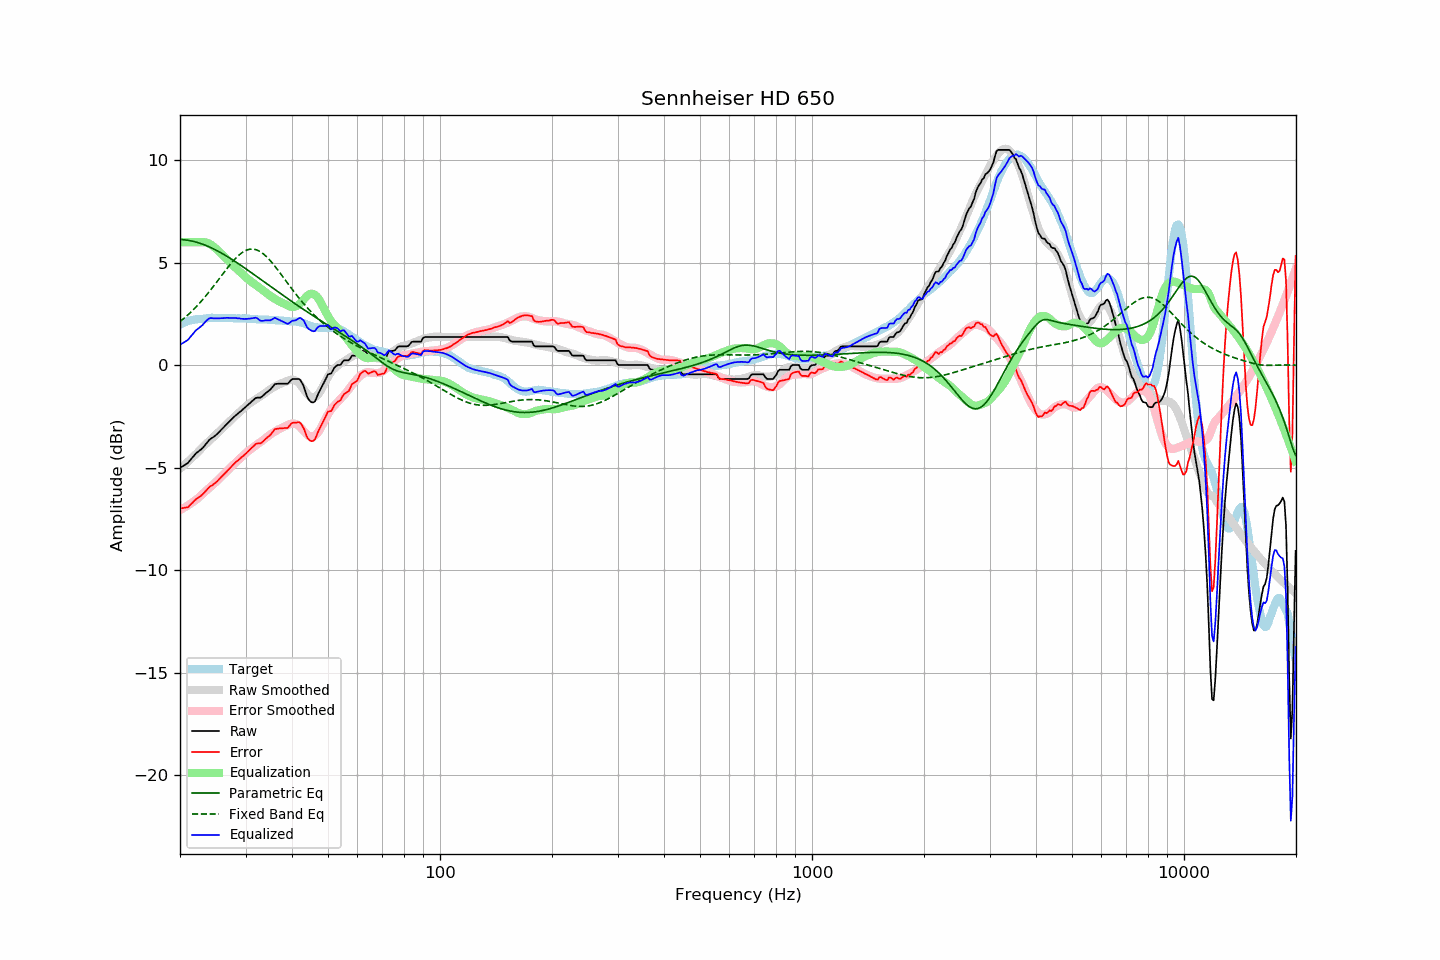 Sennheiser HD 650
10
5
0
−5
−10
−15
−20
Amplitude (dBr)
Target
Raw Smoothed
Error Smoothed
Raw
Error
Equalization
Parametric Eq
Fixed Band Eq
Equalized
100 1000 10000
Frequency (Hz)